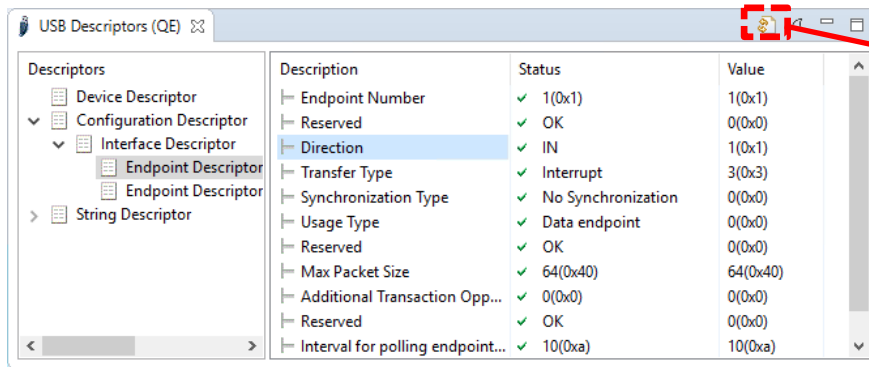 USB Descriptors (QE)
Descriptors
Device Descriptor
Configuration Descriptor
Interface Descriptor
Endpoint Descriptor
Endpoint Descriptor
String Descriptor
Description Status Value
Endpoint Number 1(0x1) 1(0x1)
Reserved OK 0(0x0)
Direction IN 1(0x1)
Transfer Type Interrupt 3(0x3)
Synchronization Type No Synchronization 0(0x0)
Usage Type Data endpoint 0(0x0)
Reserved OK 0(0x0)
Max Packet Size 64(0x40) 64(0x40)
Additional Transaction Opp... 0(0x0) 0(0x0)
Reserved OK 0(0x0)
Interval for polling endpoint... 10(0xa) 10(0xa)